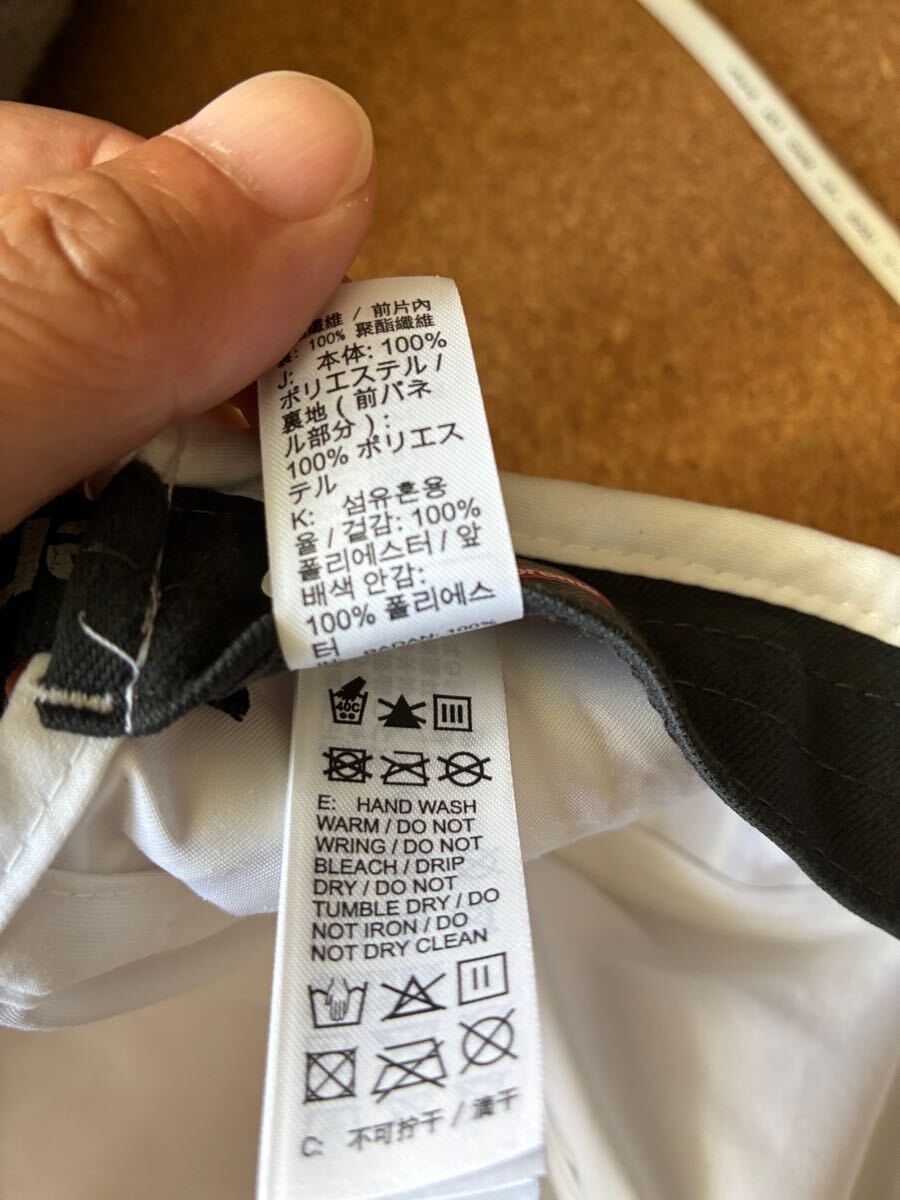 纖維 / 前片內
裏: 100% 聚酯纖維
J: 本体: 100%
ポリエステル /
裏地 ( 前パネ
ル部分 ) :
100% ポリエス
テル
K: 섬유혼용
율 / 겉감: 100%
폴리에스터 / 앞
배색 안감:
100% 폴리에스
터
BADAN: 100%
40C
E: HAND WASH
WARM / DO NOT
WRING / DO NOT
BLEACH / DRIP
DRY / DO NOT
TUMBLE DRY / DO
NOT IRON / DO
NOT DRY CLEAN
C: 不可拧干 / 滴干